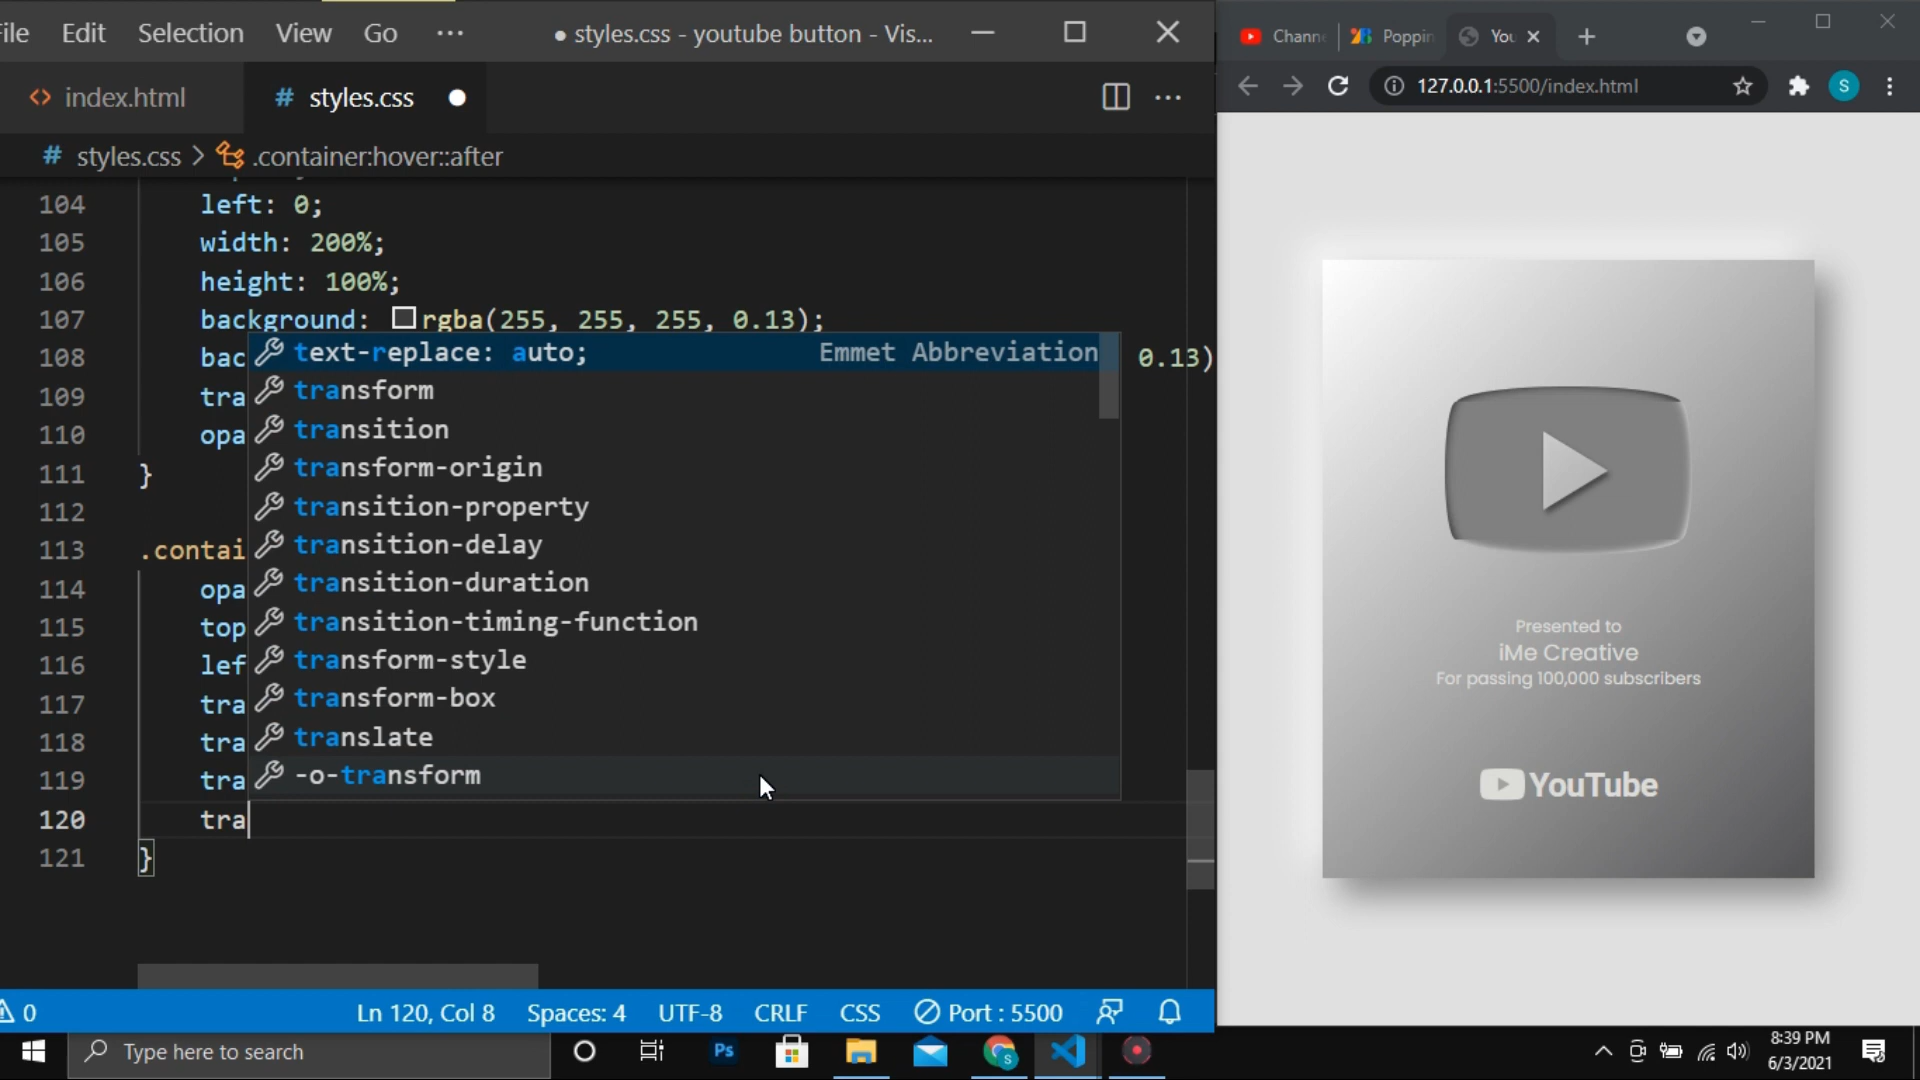 File Edit Selection View Go ···
● styles.css - youtube button - Vis...
<> index.html
# styles.css ●
# styles.css > .container:hover::after
104 left: 0;
105 width: 200%;
106 height: 100%;
107 background: rgba(255, 255, 255, 0.13);
108 bac 0.13)
109 tra
110 opa
111 }
112
113 .contai
114 opa
115 top
116 lef
117 tra
118 tra
119 tra
120 tra
121 }
text-replace: auto; Emmet Abbreviation
transform
transition
transform-origin
transition-property
transition-delay
transition-duration
transition-timing-function
transform-style
transform-box
translate
-o-transform
0 Ln 120, Col 8 Spaces: 4 UTF-8 CRLF CSS Port : 5500
Chann Poppin You
127.0.0.1:5500/index.html S
Presented to
iMe Creative
For passing 100,000 subscribers
YouTube
Type here to search
Ps
S
8:39 PM
6/3/2021